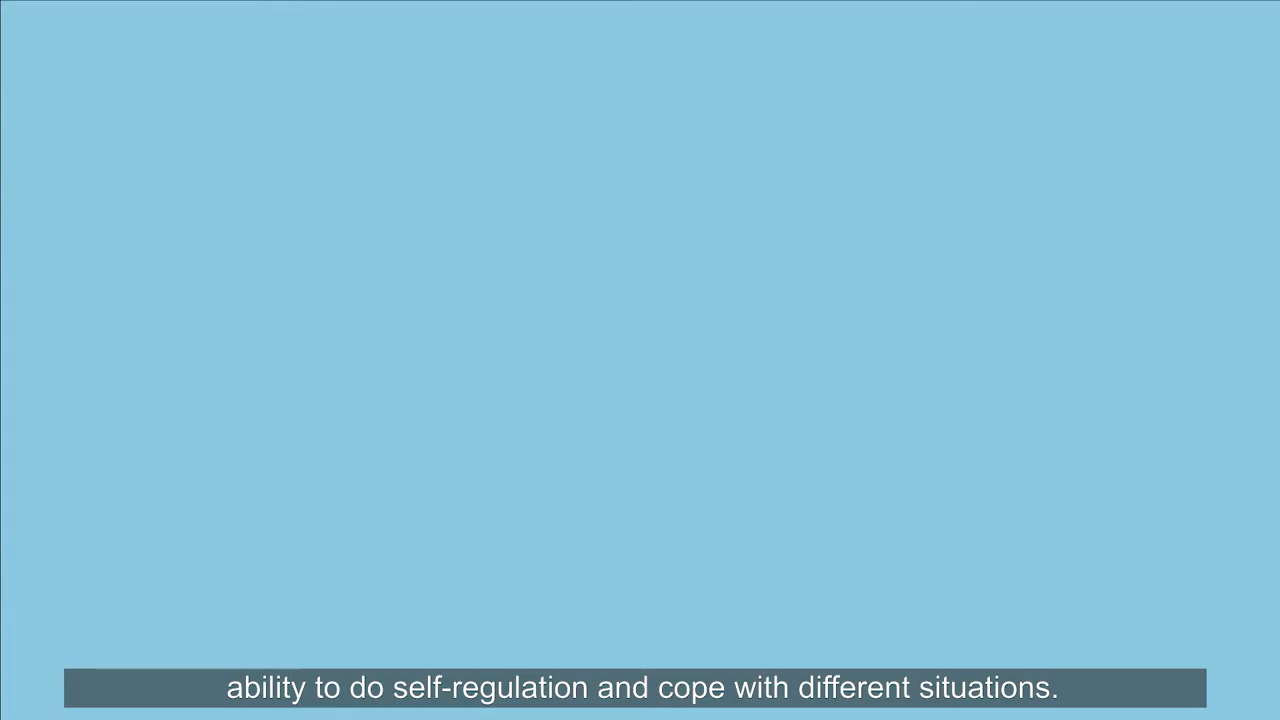 ability to do self-regulation and cope with different situations.